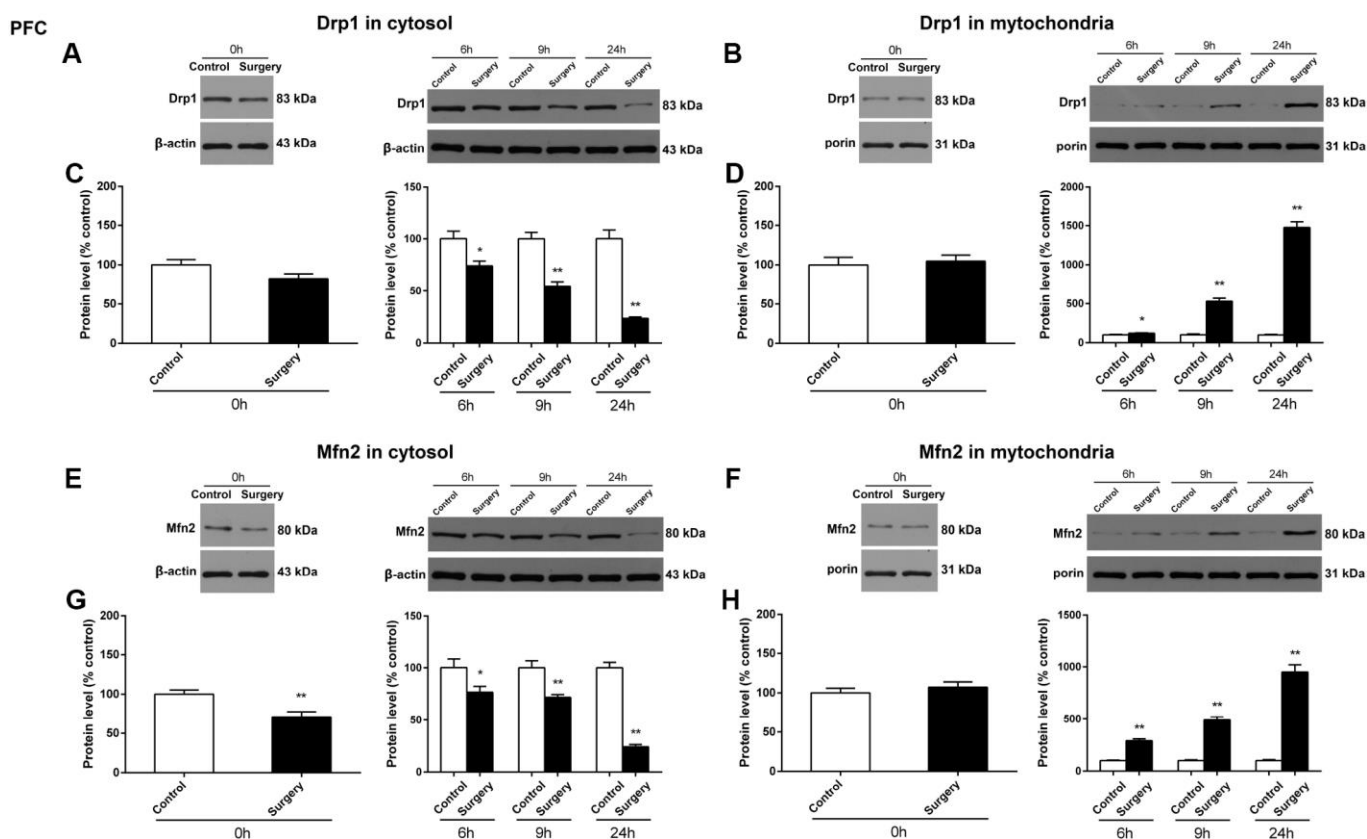 PFC
Drp1 in cytosol
Drp1 in mytochondria
A
0h
Control Surgery
Drp1
83 kDa
β-actin
43 kDa
6h 9h 24h
Control Surgery Control Surgery Control Surgery
Drp1
83 kDa
β-actin
43 kDa
B
0h
Control Surgery
Drp1
83 kDa
porin
31 kDa
6h 9h 24h
Control Surgery Control Surgery Control Surgery
Drp1
83 kDa
porin
31 kDa
C
Protein level (% control)
200
150
100
50
0
Control Surgery
0h
Protein level (% control)
150
100
50
0
* ** **
Control Surgery Control Surgery Control Surgery
6h 9h 24h
D
Protein level (% control)
200
150
100
50
0
Control Surgery
0h
Protein level (% control)
2000
1500
1000
500
0
* ** **
Control Surgery Control Surgery Control Surgery
6h 9h 24h
Mfn2 in cytosol
Mfn2 in mytochondria
E
0h
Control Surgery
Mfn2
80 kDa
β-actin
43 kDa
6h 9h 24h
Control Surgery Control Surgery Control Surgery
Mfn2
80 kDa
β-actin
43 kDa
F
0h
Control Surgery
Mfn2
80 kDa
porin
31 kDa
6h 9h 24h
Control Surgery Control Surgery Control Surgery
Mfn2
80 kDa
porin
31 kDa
G
Protein level (% control)
200
150
100
50
0
**
Control Surgery
0h
Protein level (% control)
150
100
50
0
* ** **
Control Surgery Control Surgery Control Surgery
6h 9h 24h
H
Protein level (% control)
200
150
100
50
0
Control Surgery
0h
Protein level (% control)
1500
1000
500
0
** ** **
Control Surgery Control Surgery Control Surgery
6h 9h 24h